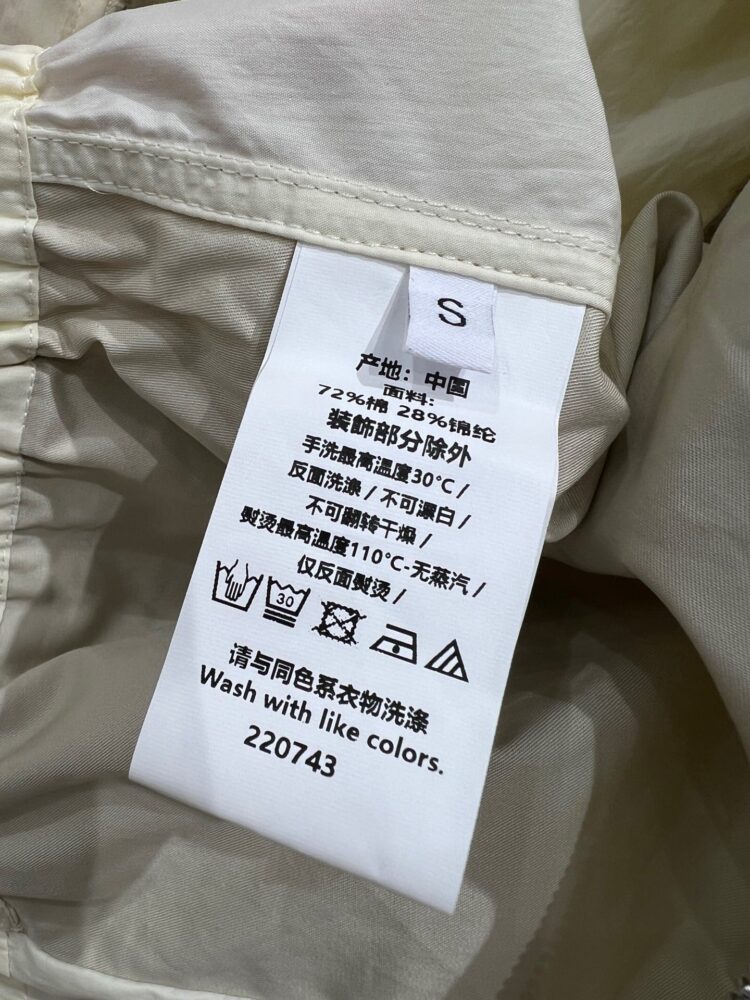 S
产地：中国
面料：
72%棉 28%锦纶
装飾部分除外
手洗最高温度30°C /
反面洗涤 / 不可漂白 /
不可翻转干燥 /
熨烫最高温度110°C-无蒸汽 /
仅反面熨烫 /
30
请与同色系衣物洗涤
Wash with like colors.
220743